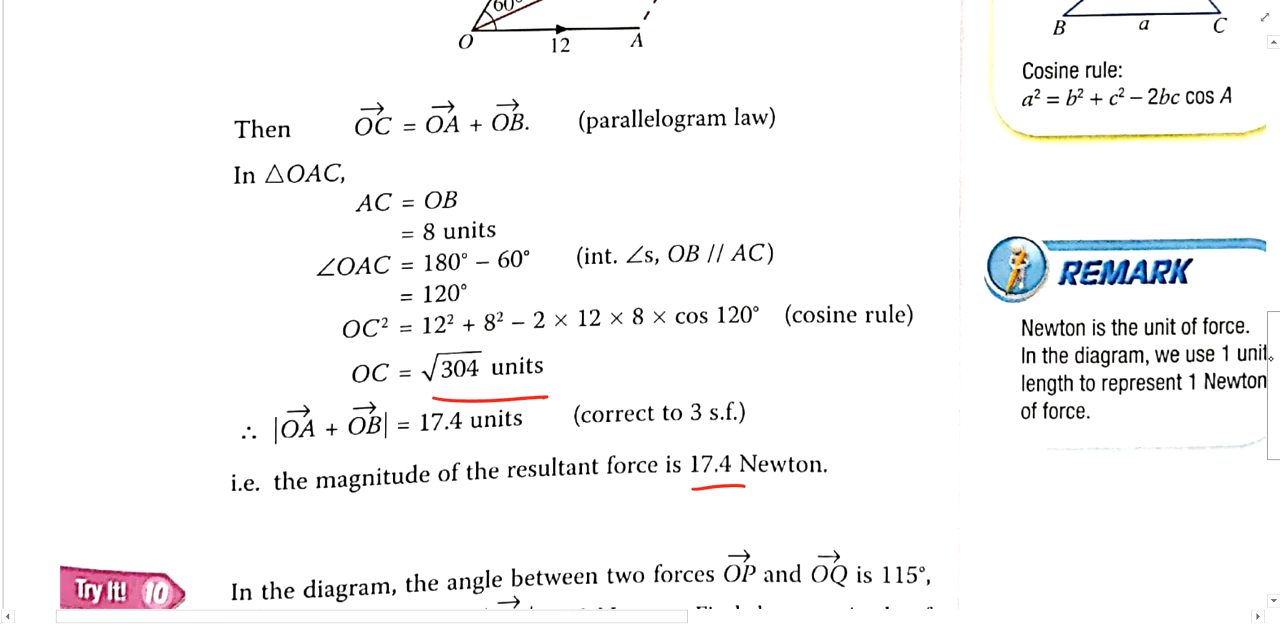 60°
O 12 A
B a C
Cosine rule:
a² = b² + c² – 2bc cos A
Then OC = OA + OB. (parallelogram law)
In △OAC,
AC = OB
= 8 units
∠OAC = 180° – 60° (int. ∠s, OB // AC)
= 120°
OC² = 12² + 8² – 2 × 12 × 8 × cos 120° (cosine rule)
OC = √304 units
∴ |OA + OB| = 17.4 units (correct to 3 s.f.)
i.e. the magnitude of the resultant force is 17.4 Newton.
REMARK
Newton is the unit of force.
In the diagram, we use 1 unit
length to represent 1 Newton
of force.
Try It! 10
In the diagram, the angle between two forces OP and OQ is 115°,